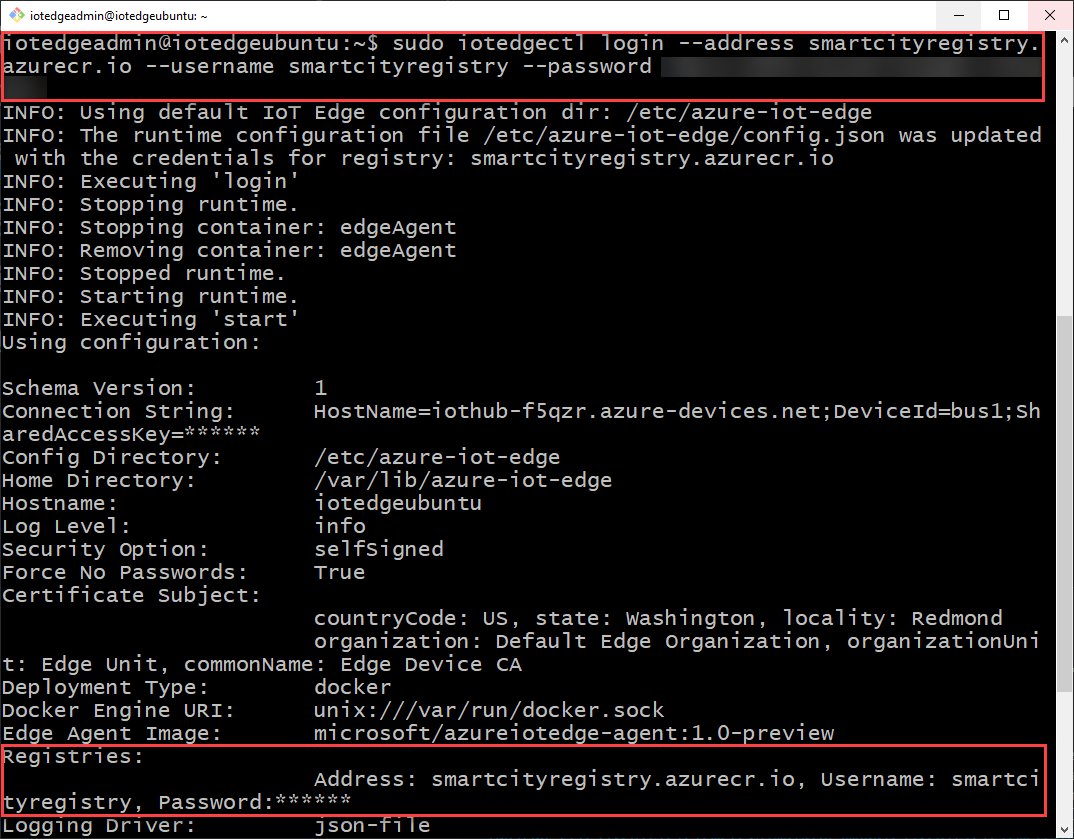 iotedgeadmin@iotedgeubuntu: ~
iotedgeadmin@iotedgeubuntu:~$ sudo iotedgectl login --address smartcityregistry.
azurecr.io --username smartcityregistry --password
INFO: Using default IoT Edge configuration dir: /etc/azure-iot-edge
INFO: The runtime configuration file /etc/azure-iot-edge/config.json was updated
 with the credentials for registry: smartcityregistry.azurecr.io
INFO: Executing 'login'
INFO: Stopping runtime.
INFO: Stopping container: edgeAgent
INFO: Removing container: edgeAgent
INFO: Stopped runtime.
INFO: Starting runtime.
INFO: Executing 'start'
Using configuration:
Schema Version:         1
Connection String:      HostName=iothub-f5qzr.azure-devices.net;DeviceId=bus1;Sh
aredAccessKey=******
Config Directory:       /etc/azure-iot-edge
Home Directory:         /var/lib/azure-iot-edge
Hostname:               iotedgeubuntu
Log Level:              info
Security Option:        selfSigned
Force No Passwords:     True
Certificate Subject:
                        countryCode: US, state: Washington, locality: Redmond
                        organization: Default Edge Organization, organizationUni
t: Edge Unit, commonName: Edge Device CA
Deployment Type:        docker
Docker Engine URI:      unix:///var/run/docker.sock
Edge Agent Image:       microsoft/azureiotedge-agent:1.0-preview
Registries:
                        Address: smartcityregistry.azurecr.io, Username: smartci
tyregistry, Password:******
Logging Driver:         json-file